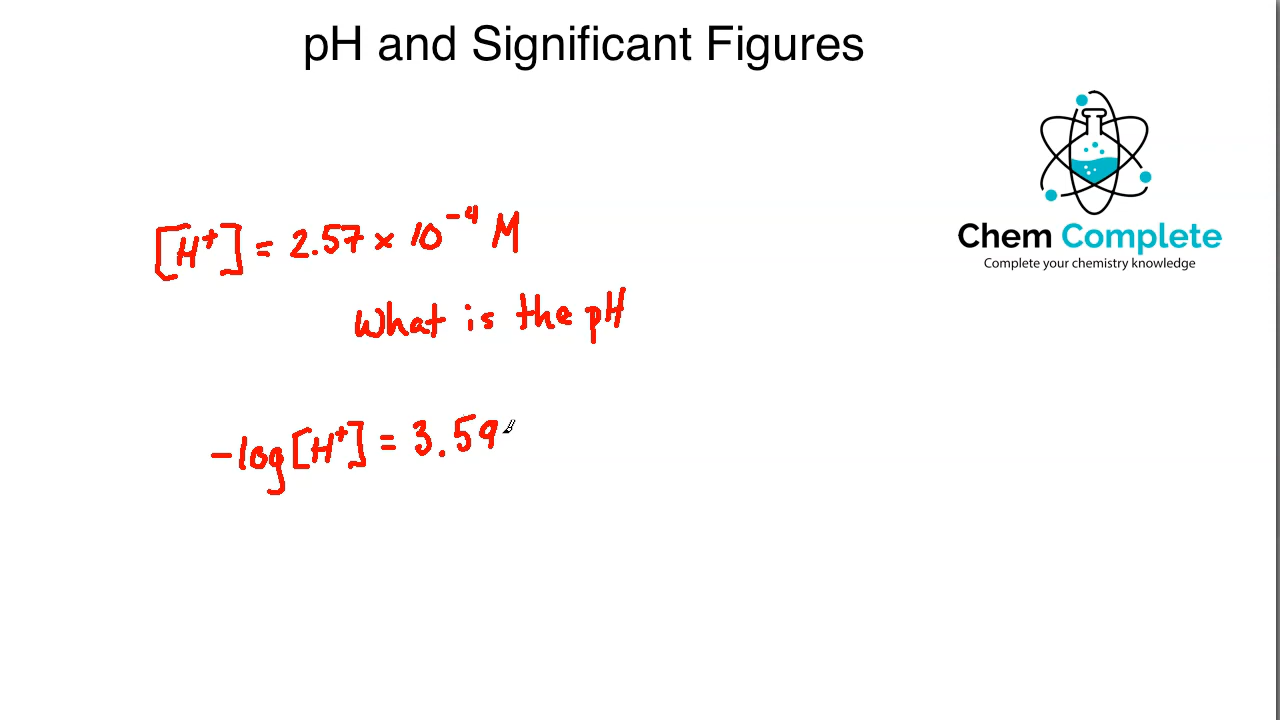 pH and Significant Figures
Chem Complete
Complete your chemistry knowledge
[H⁺] = 2.57 × 10⁻⁴ M
What is the pH
-log[H⁺] = 3.59